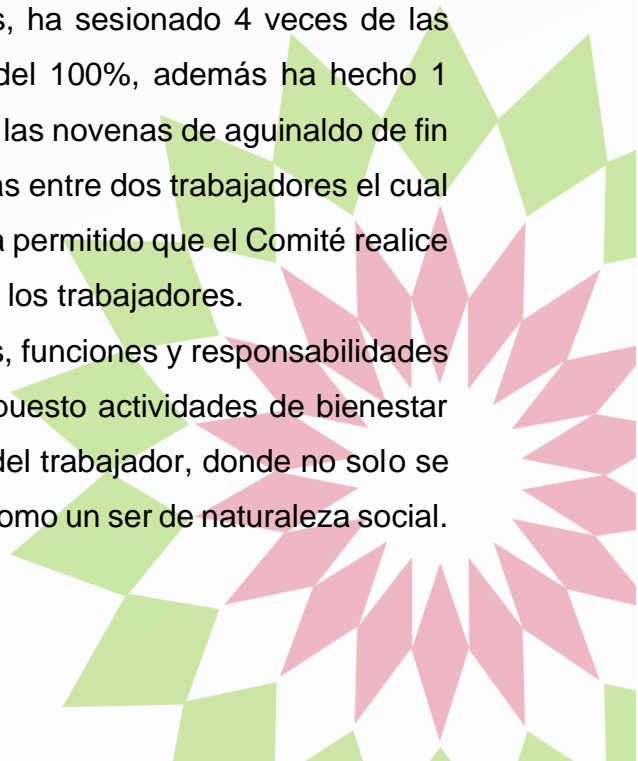 s, ha sesionado 4 veces de las
del 100%, además ha hecho 1
las novenas de aguinaldo de fin
as entre dos trabajadores el cual
a permitido que el Comité realice
los trabajadores.
s, funciones y responsabilidades
puesto actividades de bienestar
del trabajador, donde no solo se
omo un ser de naturaleza social.